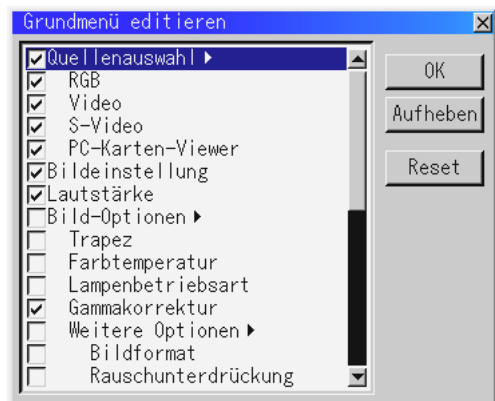 Grundmenü editieren
Quellenauswahl
RGB
Video
S-Video
PC-Karten-Viewer
Bildeinstellung
Lautstärke
Bild-Optionen
Trapez
Farbtemperatur
Lampenbetriebsart
Gammakorrektur
Weitere Optionen
Bildformat
Rauschunterdrückung
OK
Aufheben
Reset